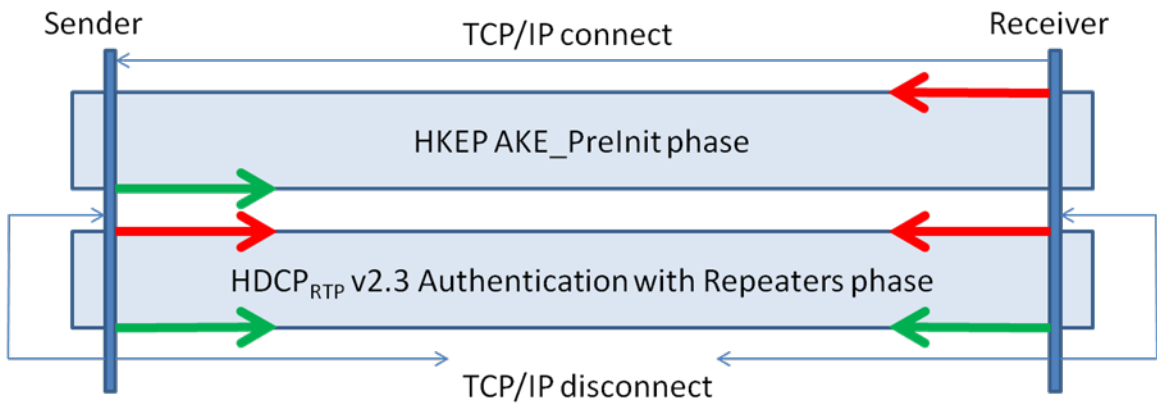 Sender
Receiver
TCP/IP connect
HKEP AKE_PreInit phase
HDCPRTP v2.3 Authentication with Repeaters phase
TCP/IP disconnect